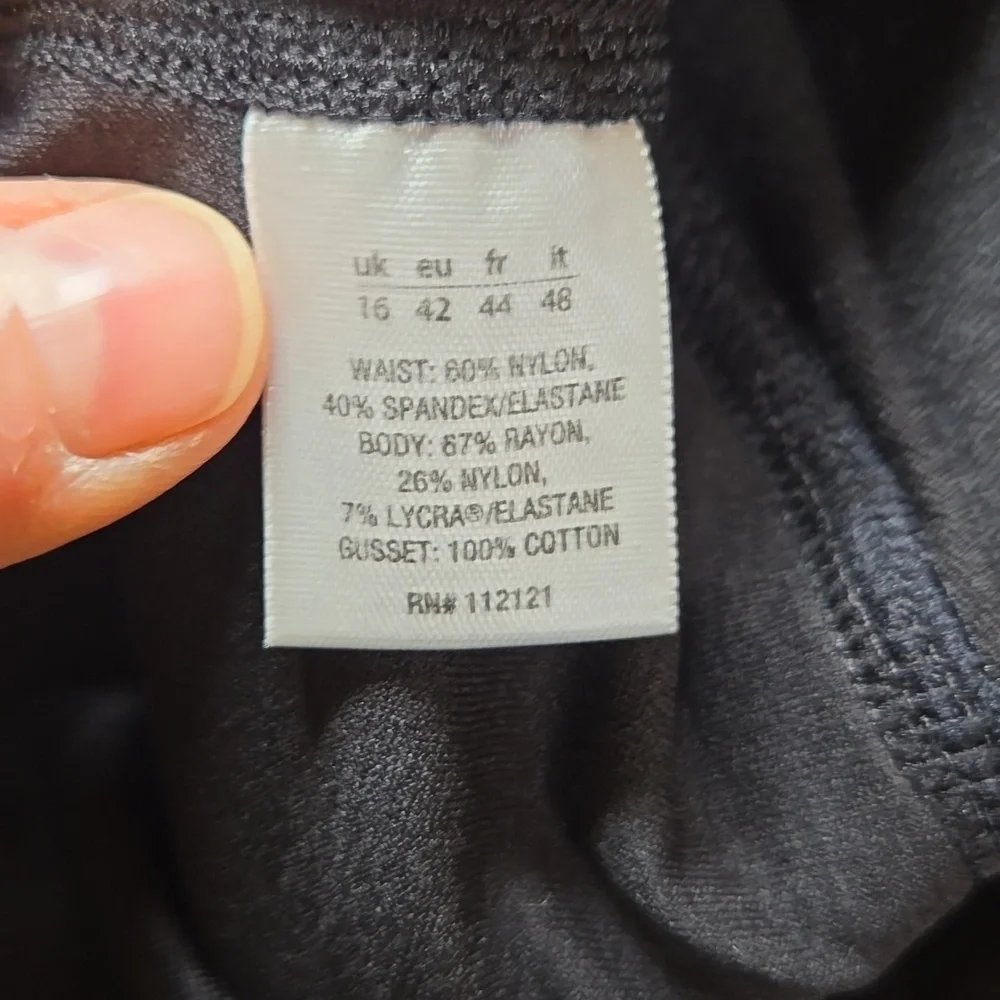 uk eu fr it
16 42 44 48
WAIST: 60% NYLON,
40% SPANDEX/ELASTANE
BODY: 67% RAYON,
26% NYLON,
7% LYCRA®/ELASTANE
GUSSET: 100% COTTON
RN# 112121